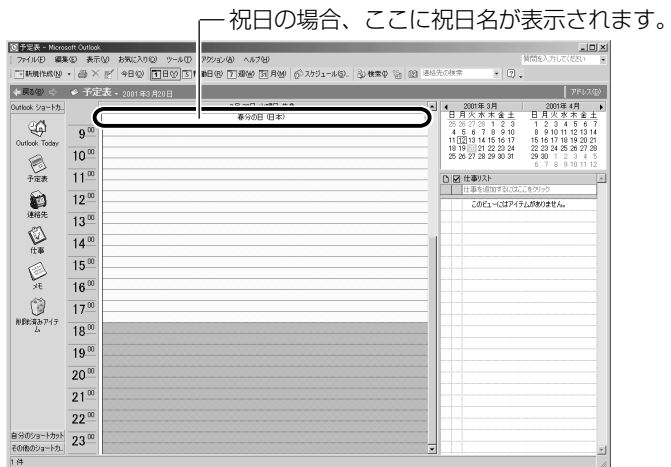 祝日の場合、ここに祝日名が表示されます。
予定表 - Microsoft Outlook
ファイル(F) 編集(E) 表示(V) お気に入り(O) ツール(T) アクション(A) ヘルプ(H) 質問を入力してください
新規作成(N) 今日(O) 1日(Y) 7週(W) 31月(M) スケジュール(S). 検索(I) 連絡先の検索
戻る(B) 予定表 - 2001年3月20日 アドレス(D)
Outlook ショートカ..
春分の日 (日本)
Outlook Today
予定表
連絡先
仕事
メモ
削除済みアイテ
ム
9 00
10 00
11 00
12 00
13 00
14 00
15 00
16 00
17 00
18 00
19 00
20 00
21 00
22 00
23 00
2001年 3月
日 月 火 水 木 金 土
25 26 27 28 1 2 3
4 5 6 7 8 9 10
11 12 13 14 15 16 17
18 19 20 21 22 23 24
25 26 27 28 29 30 31
2001年 4月
日 月 火 水 木 金 土
1 2 3 4 5 6 7
8 9 10 11 12 13 14
15 16 17 18 19 20 21
22 23 24 25 26 27 28
29 30 1 2 3 4 5
6 7 8 9 10 11 12
仕事リスト
仕事を追加するにはここをクリック
このビューにはアイテムがありません。
自分のショートカット
その他のショートカ..
1 件